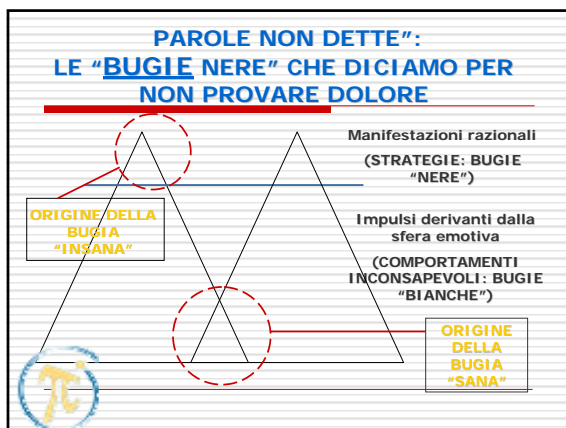 PAROLE NON DETTE”:
LE “BUGIE NERE” CHE DICIAMO PER
NON PROVARE DOLORE
Manifestazioni razionali
(STRATEGIE: BUGIE
“NERE”)
ORIGINE DELLA
BUGIA
“INSANA”
Impulsi derivanti dalla
sfera emotiva
(COMPORTAMENTI
INCONSAPEVOLI: BUGIE
“BIANCHE”)
ORIGINE
DELLA
BUGIA
“SANA”